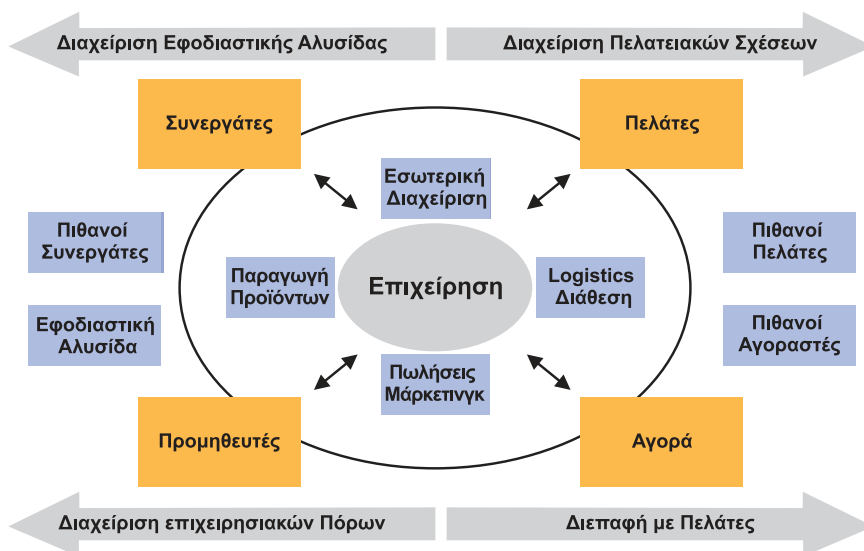 Διαχείριση Εφοδιαστικής Αλυσίδας
Διαχείριση Πελατειακών Σχέσεων
Συνεργάτες
Πελάτες
Εσωτερική
Διαχείριση
Πιθανοί
Συνεργάτες
Πιθανοί
Πελάτες
Παραγωγή
Προϊόντων
Επιχείρηση
Logistics
Διάθεση
Εφοδιαστική
Αλυσίδα
Πιθανοί
Αγοραστές
Πωλήσεις
Μάρκετινγκ
Προμηθευτές
Αγορά
Διαχείριση επιχειρησιακών Πόρων
Διεπαφή με Πελάτες